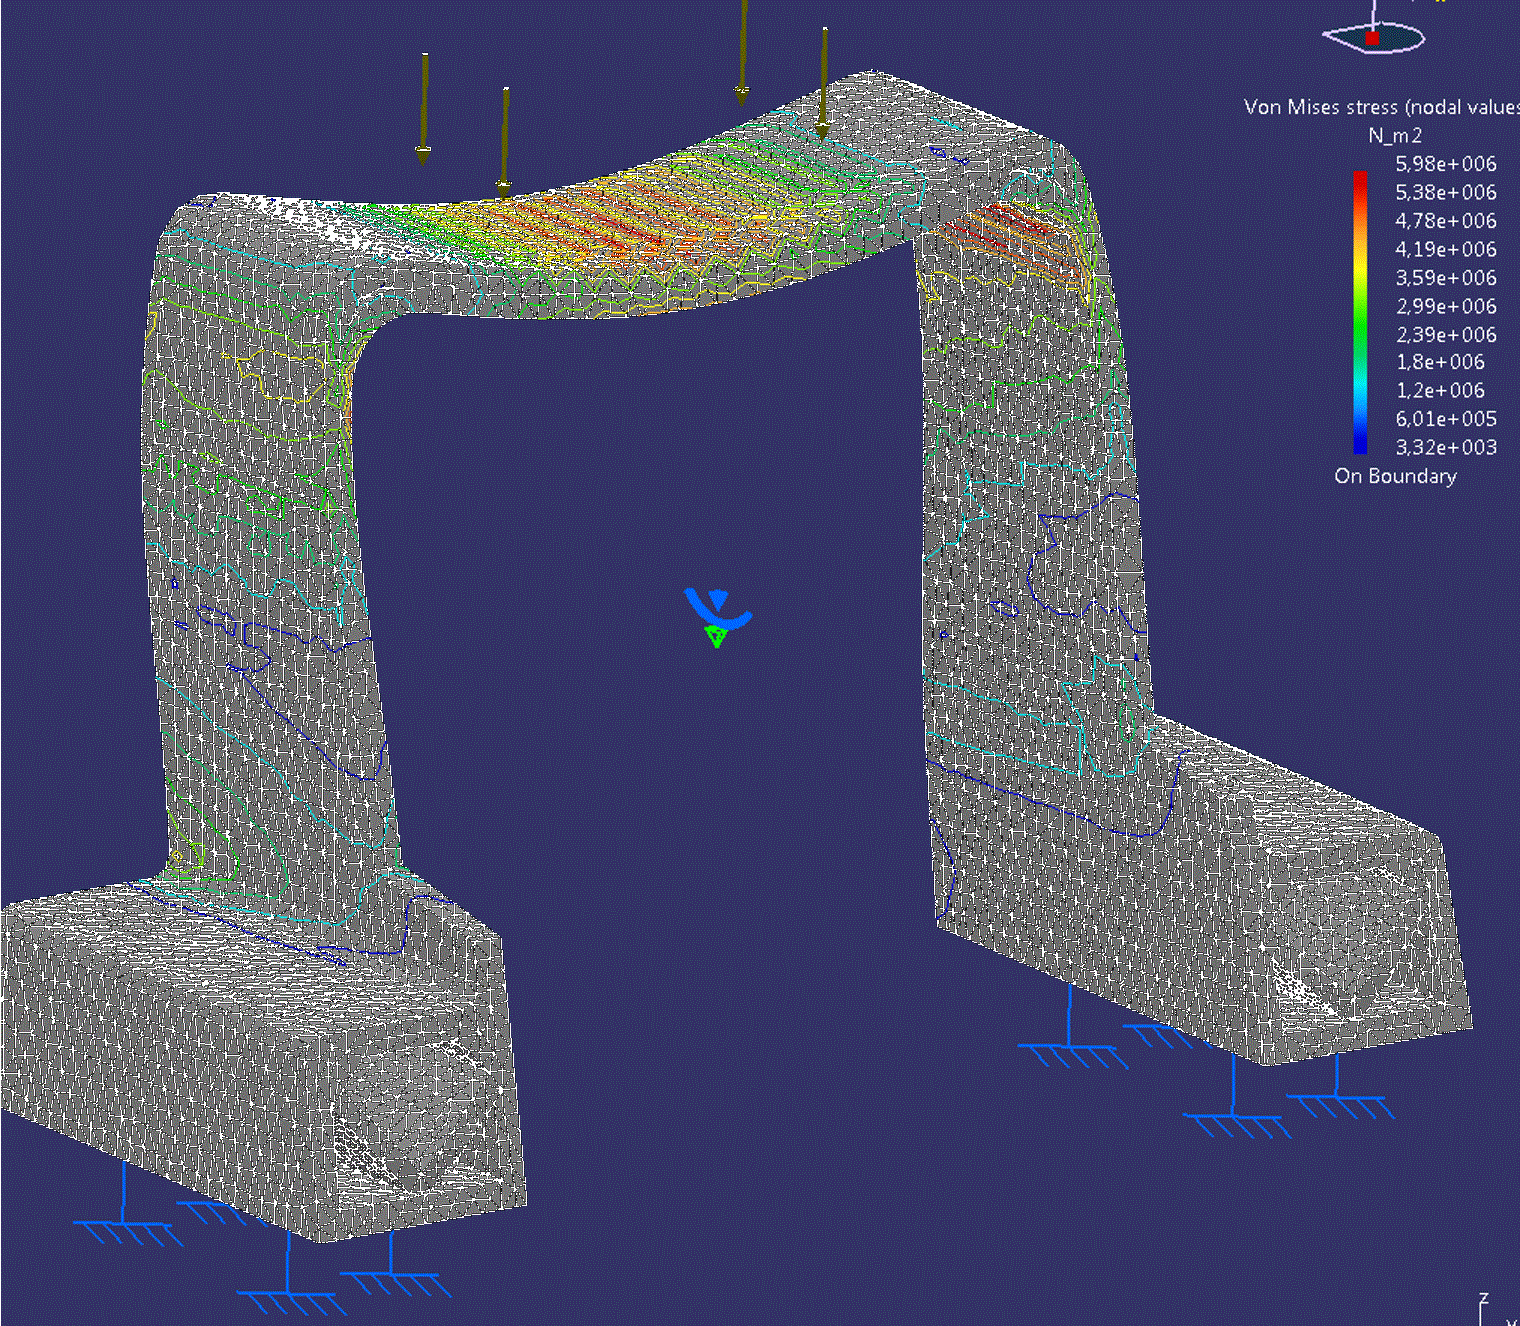 Von Mises stress (nodal values
N_m2
5,98e+006
5,38e+006
4,78e+006
4,19e+006
3,59e+006
2,99e+006
2,39e+006
1,8e+006
1,2e+006
6,01e+005
3,32e+003
On Boundary
z